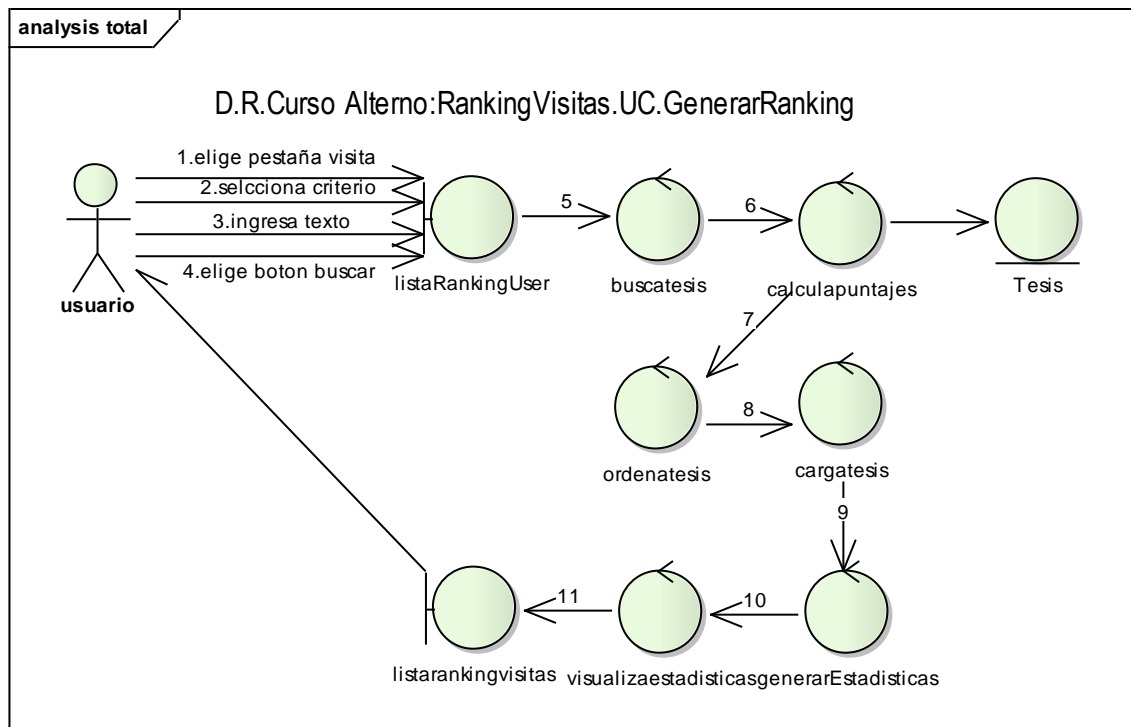 analysis total
D.R.Curso Alterno:RankingVisitas.UC.GenerarRanking
1.elige pestaña visita
2.selcciona criterio
3.ingresa texto
4.elige boton buscar
usuario
listaRankingUser
5
buscatesis
6
calculapuntajes
Tesis
7
ordenatesis
8
cargatesis
9
10
11
listarankingvisitas
visualizaestadisticas
generarEstadisticas